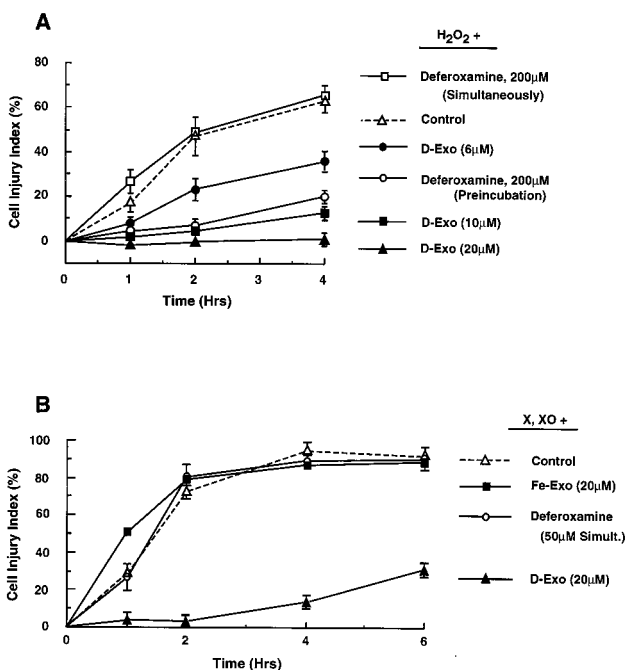 A
H₂O₂ +
80
60
40
20
0
Cell Injury Index (%)
0
1
2
3
4
Time (Hrs)
Deferoxamine, 200µM
(Simultaneously)
Control
D-Exo (6µM)
Deferoxamine, 200µM
(Preincubation)
D-Exo (10µM)
D-Exo (20µM)
B
X, XO +
100
80
60
40
20
0
Cell Injury Index (%)
0
2
4
6
Time (Hrs)
Control
Fe-Exo (20µM)
Deferoxamine
(50µM Simult.)
D-Exo (20µM)